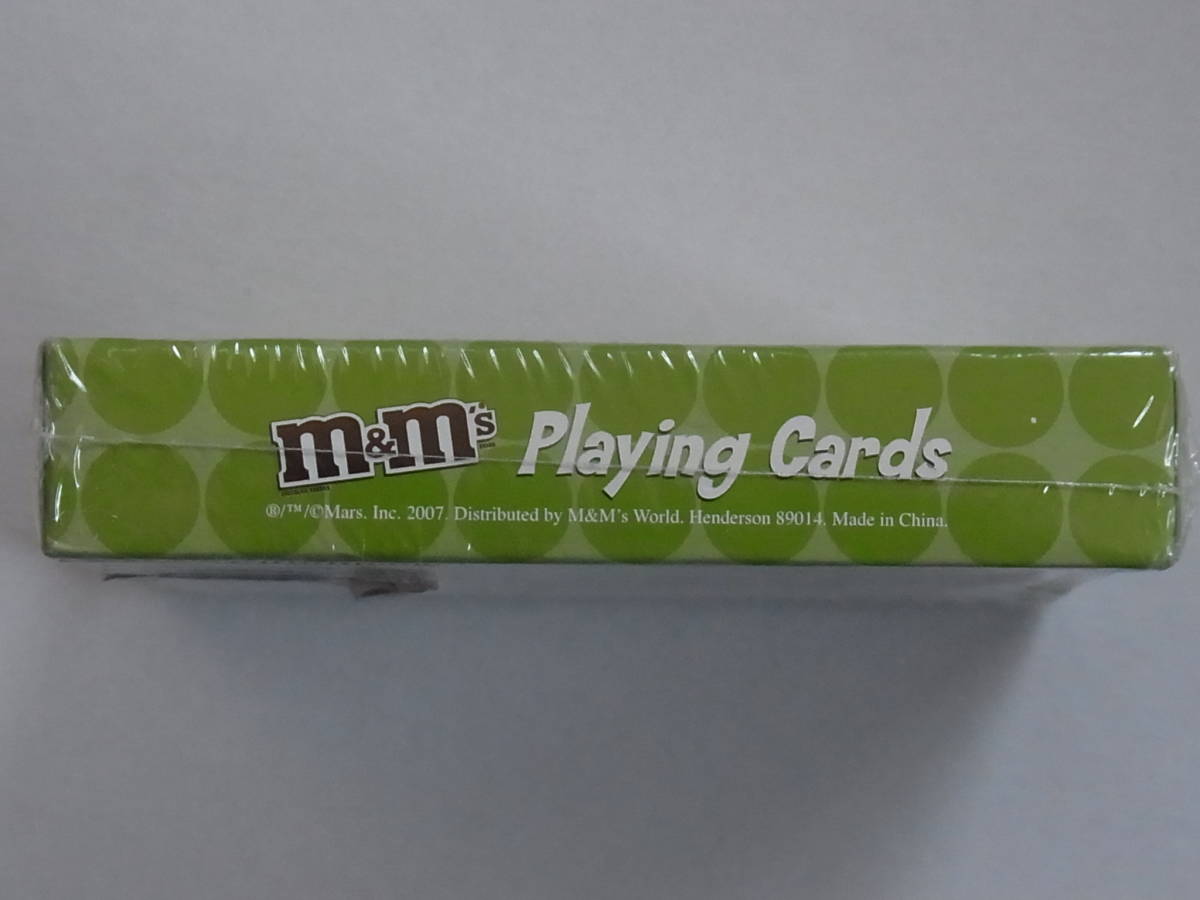 m&m's Playing Cards
®/™/©Mars. Inc. 2007. Distributed by M&M's World. Henderson 89014. Made in China.